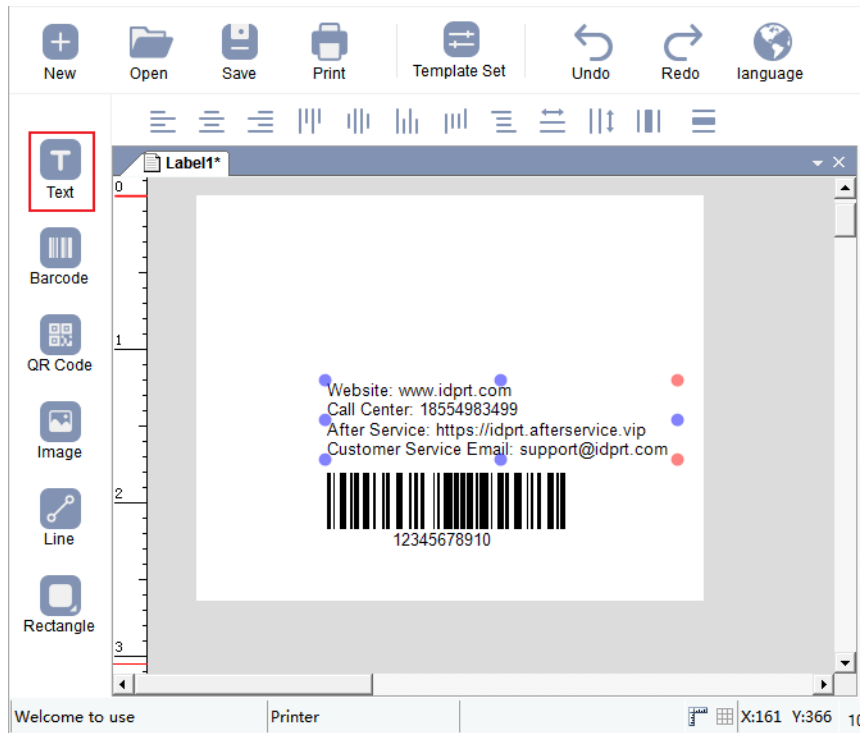 New Open Save Print Template Set Undo Redo language
Label1*
Text
Barcode
QR Code
Image
Line
Rectangle
0
1
2
3
Website: www.idprt.com
Call Center: 18554983499
After Service: https://idprt.afterservice.vip
Customer Service Email: support@idprt.com
12345678910
Welcome to use Printer X:161 Y:366 10